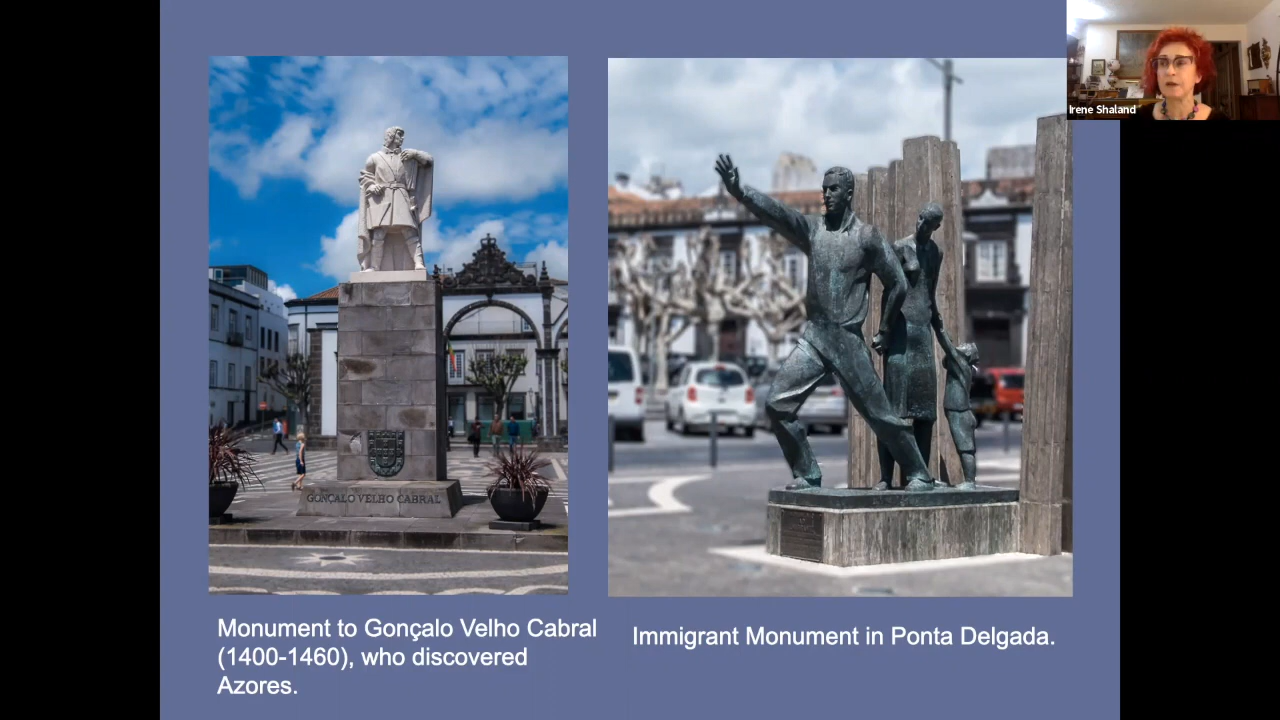 Irene Shaland
GONÇALO VELHO CABRAL
Monument to Gonçalo Velho Cabral
(1400-1460), who discovered
Azores.
Immigrant Monument in Ponta Delgada.